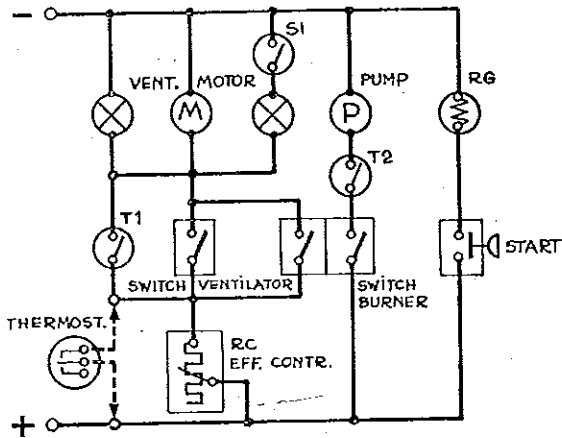 −
S1
VENT. MOTOR
PUMP
RG
M
P
T2
T1
START
SWITCH VENTILATOR
SWITCH BURNER
THERMOST.
RC
EFF. CONTR.
+